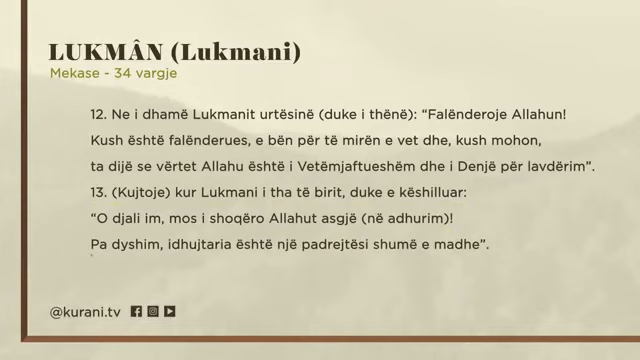 LUKMÂN (Lukmani)
Mekase - 34 vargje
12. Ne i dhamë Lukmanit urtësinë (duke i thënë): “Falënderoje Allahun!
Kush është falënderues, e bën për të mirën e vet dhe, kush mohon,
ta dijë se vërtet Allahu është i Vetëmjaftueshëm dhe i Denjë për lavdërim”.
13. (Kujtoje) kur Lukmani i tha të birit, duke e këshilluar:
“O djali im, mos i shoqëro Allahut asgjë (në adhurim)!
Pa dyshim, idhujtaria është një padrejtësi shumë e madhe”.
@kurani.tv